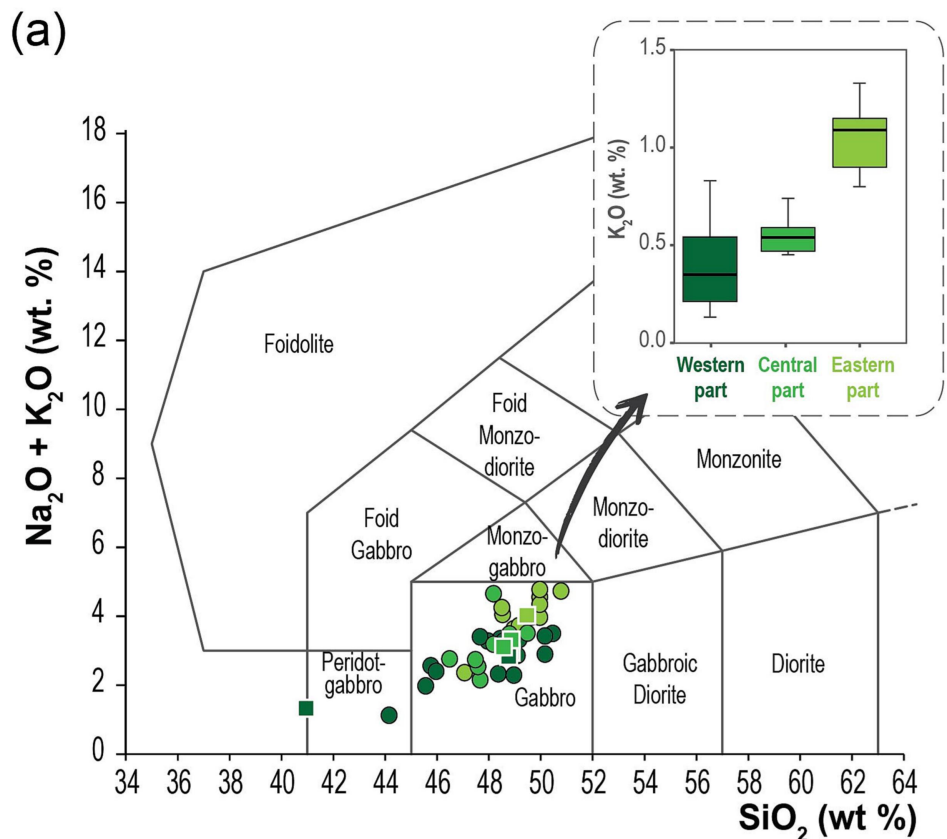 (a)
1.5
1.0
0.5
0.0
K₂O (wt. %)
Western part
Central part
Eastern part
18
16
14
12
10
8
6
4
2
0
Na₂O + K₂O (wt. %)
Foidolite
Foid
Monzo-
diorite
Monzonite
Foid
Gabbro
Monzo-
gabbro
Monzo-
diorite
Peridot-
gabbro
Gabbro
Gabbroic
Diorite
Diorite
34 36 38 40 42 44 46 48 50 52 54 56 58 60 62 64
SiO₂ (wt %)